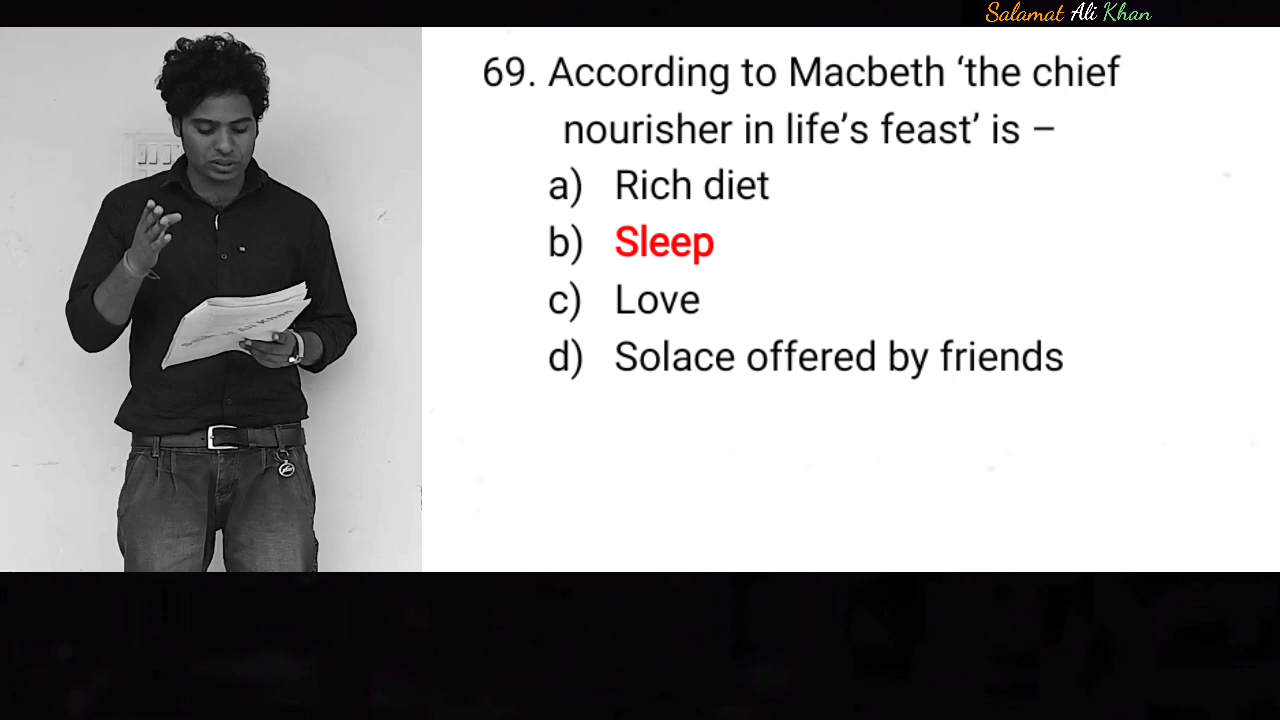 Salamat Ali Khan
69. According to Macbeth ‘the chief
nourisher in life’s feast’ is –
a) Rich diet
b) Sleep
c) Love
d) Solace offered by friends